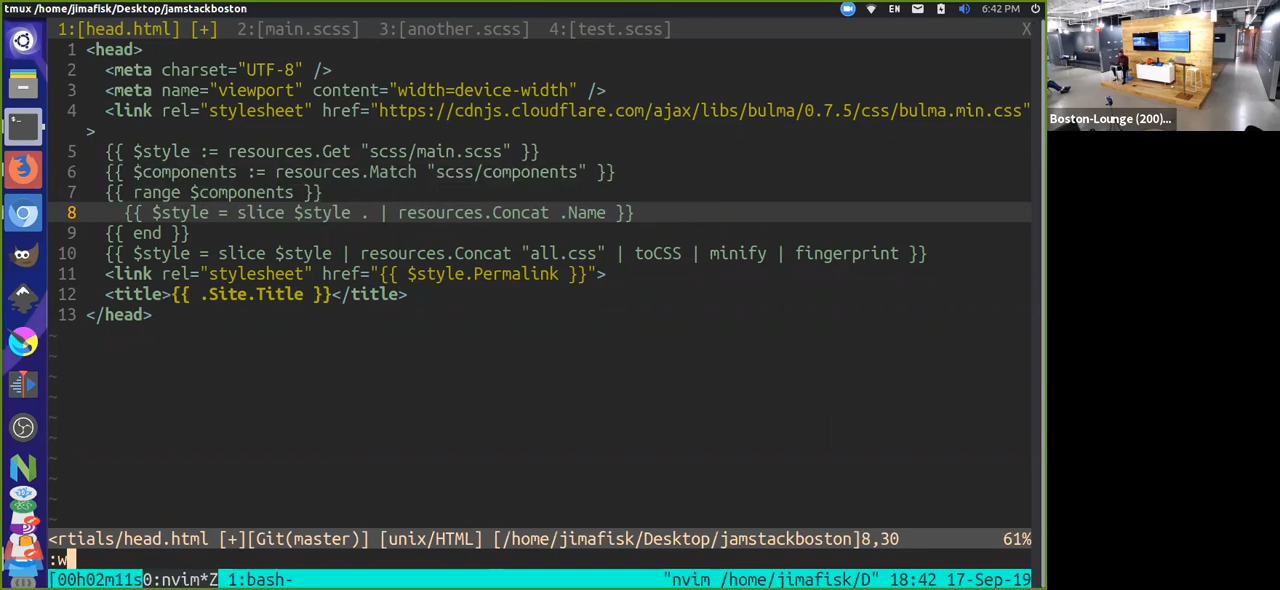 tmux /home/jimafisk/Desktop/jamstackboston EN 6:42 PM
1:[head.html] [+] 2:[main.scss] 3:[another.scss] 4:[test.scss] X
1 <head>
2 <meta charset="UTF-8" />
3 <meta name="viewport" content="width=device-width" />
4 <link rel="stylesheet" href="https://cdnjs.cloudflare.com/ajax/libs/bulma/0.7.5/css/bulma.min.css"
>
5 {{ $style := resources.Get "scss/main.scss" }}
6 {{ $components := resources.Match "scss/components" }}
7 {{ range $components }}
8 {{ $style = slice $style . | resources.Concat .Name }}
9 {{ end }}
10 {{ $style = slice $style | resources.Concat "all.css" | toCSS | minify | fingerprint }}
11 <link rel="stylesheet" href="{{ $style.Permalink }}">
12 <title>{{ .Site.Title }}</title>
13 </head>
~
~
~
~
~
~
~
~
~
<rtials/head.html [+][Git(master)] [unix/HTML] [/home/jimafisk/Desktop/jamstackboston]8,30 61%
:w
[00h02m11s0:nvim*Z 1:bash- "nvim /home/jimafisk/D" 18:42 17-Sep-19
Boston-Lounge (200)...